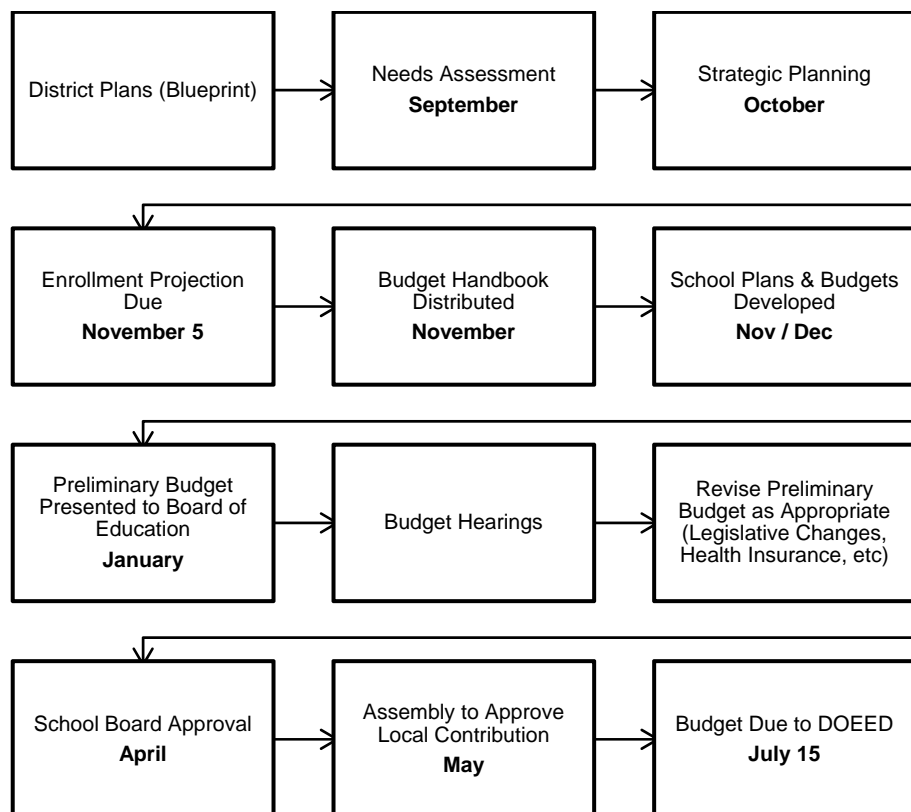 District Plans (Blueprint)
Needs Assessment
September
Strategic Planning
October
Enrollment Projection
Due
November 5
Budget Handbook
Distributed
November
School Plans & Budgets
Developed
Nov / Dec
Preliminary Budget
Presented to Board of
Education
January
Budget Hearings
Revise Preliminary
Budget as Appropriate
(Legislative Changes,
Health Insurance, etc)
School Board Approval
April
Assembly to Approve
Local Contribution
May
Budget Due to DOEED
July 15